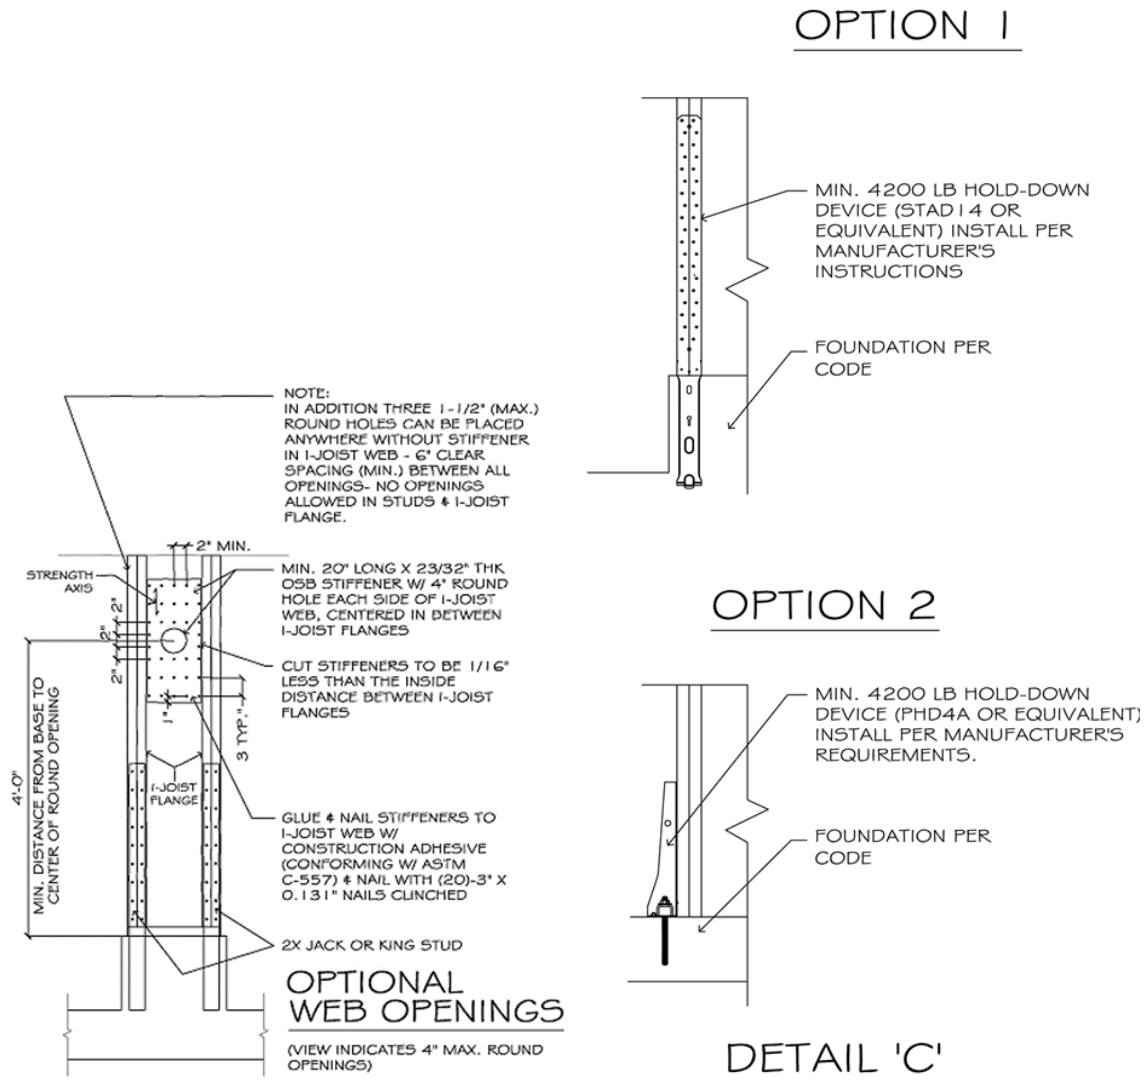 OPTION 1
MIN. 4200 LB HOLD-DOWN
DEVICE (STAD14 OR
EQUIVALENT) INSTALL PER
MANUFACTURER'S
INSTRUCTIONS
FOUNDATION PER
CODE
NOTE:
IN ADDITION THREE 1-1/2" (MAX.)
ROUND HOLES CAN BE PLACED
ANYWHERE WITHOUT STIFFENER
IN I-JOIST WEB - 6" CLEAR
SPACING (MIN.) BETWEEN ALL
OPENINGS- NO OPENINGS
ALLOWED IN STUDS & I-JOIST
FLANGE.
2" MIN.
STRENGTH
AXIS
MIN. 20" LONG X 23/32" THK
OSB STIFFENER W/ 4" ROUND
HOLE EACH SIDE OF I-JOIST
WEB, CENTERED IN BETWEEN
I-JOIST FLANGES
2"
2"
2"
CUT STIFFENERS TO BE 1/16"
LESS THAN THE INSIDE
DISTANCE BETWEEN I-JOIST
FLANGES
1"
3 TYP."
4'-0"
MIN. DISTANCE FROM BASE TO
CENTER OF ROUND OPENING
I-JOIST
FLANGE
GLUE & NAIL STIFFENERS TO
I-JOIST WEB W/
CONSTRUCTION ADHESIVE
(CONFORMING W/ ASTM
C-557) & NAIL WITH (20)-3" X
0.131" NAILS CLINCHED
2X JACK OR KING STUD
OPTIONAL
WEB OPENINGS
(VIEW INDICATES 4" MAX. ROUND
OPENINGS)
OPTION 2
MIN. 4200 LB HOLD-DOWN
DEVICE (PHD4A OR EQUIVALENT)
INSTALL PER MANUFACTURER'S
REQUIREMENTS.
FOUNDATION PER
CODE
DETAIL 'C'